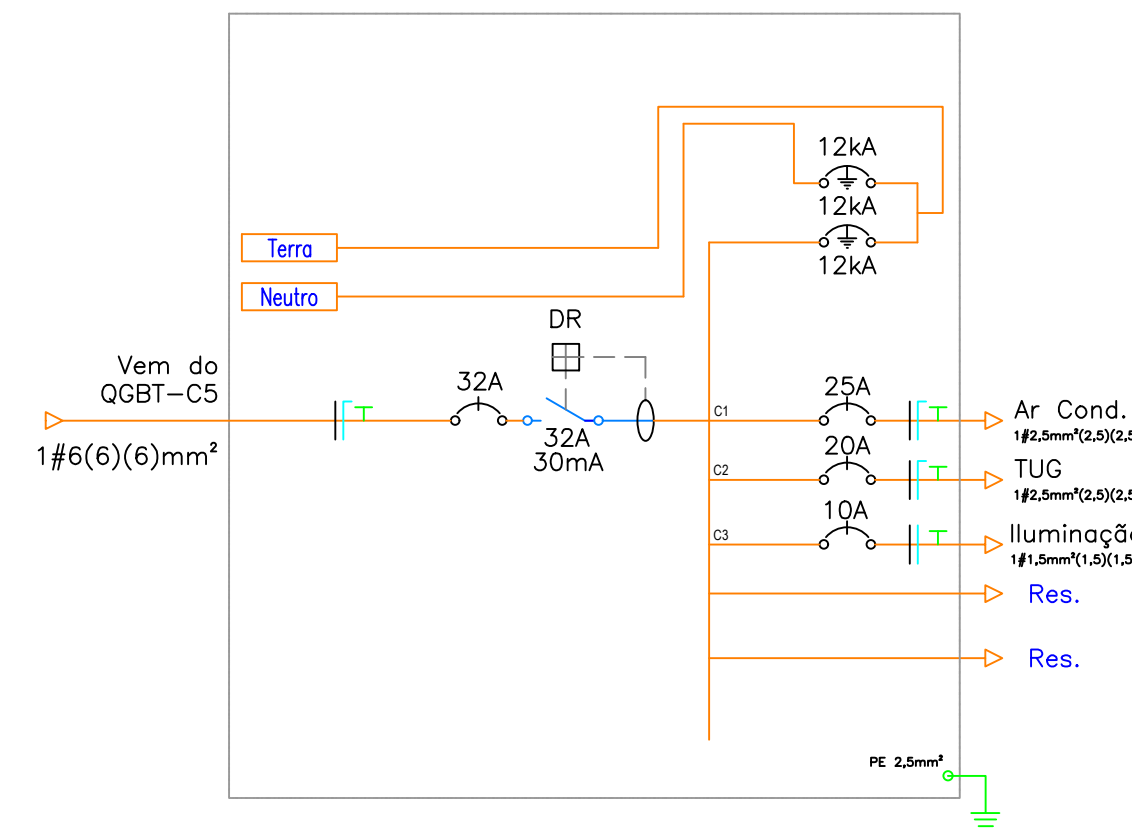 12kA
12kA
12kA
Terra
Neutro
DR
Vem do
QGBT-C5
1#6(6)(6)mm²
32A
32A
30mA
C1
25A
Ar Cond.
1#2,5mm²(2,5)(2,5
C2
20A
TUG
1#2,5mm²(2,5)(2,5
C3
10A
Iluminação
1#1,5mm²(1,5)(1,5
Res.
Res.
PE 2,5mm²